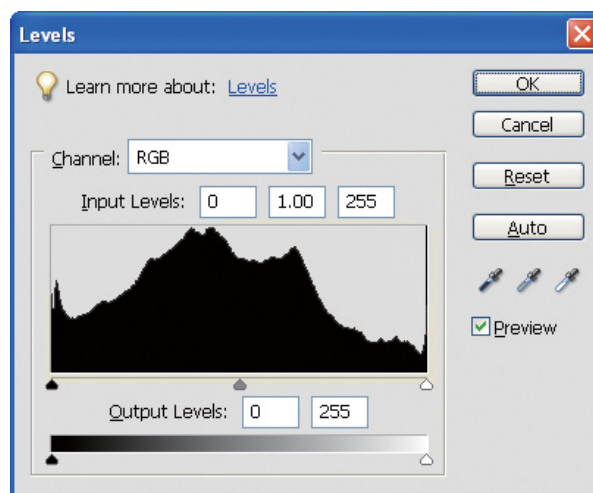 Levels
Learn more about: Levels
OK
Cancel
Channel: RGB
Reset
Input Levels: 0 1.00 255
Auto
Preview
Output Levels: 0 255